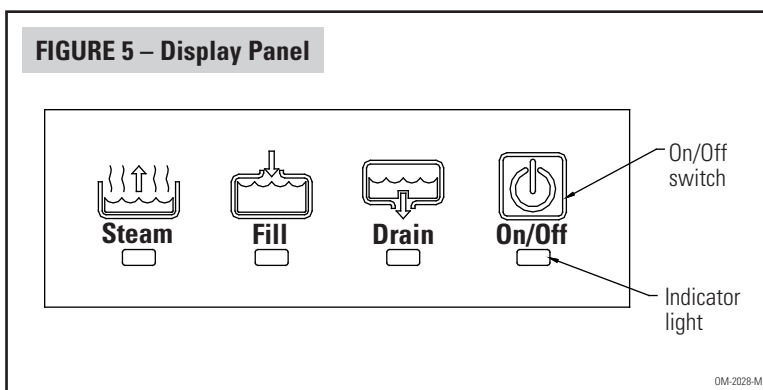 FIGURE 5 – Display Panel
Steam
Fill
Drain
On/Off
On/Off
switch
Indicator
light
OM-2028-M